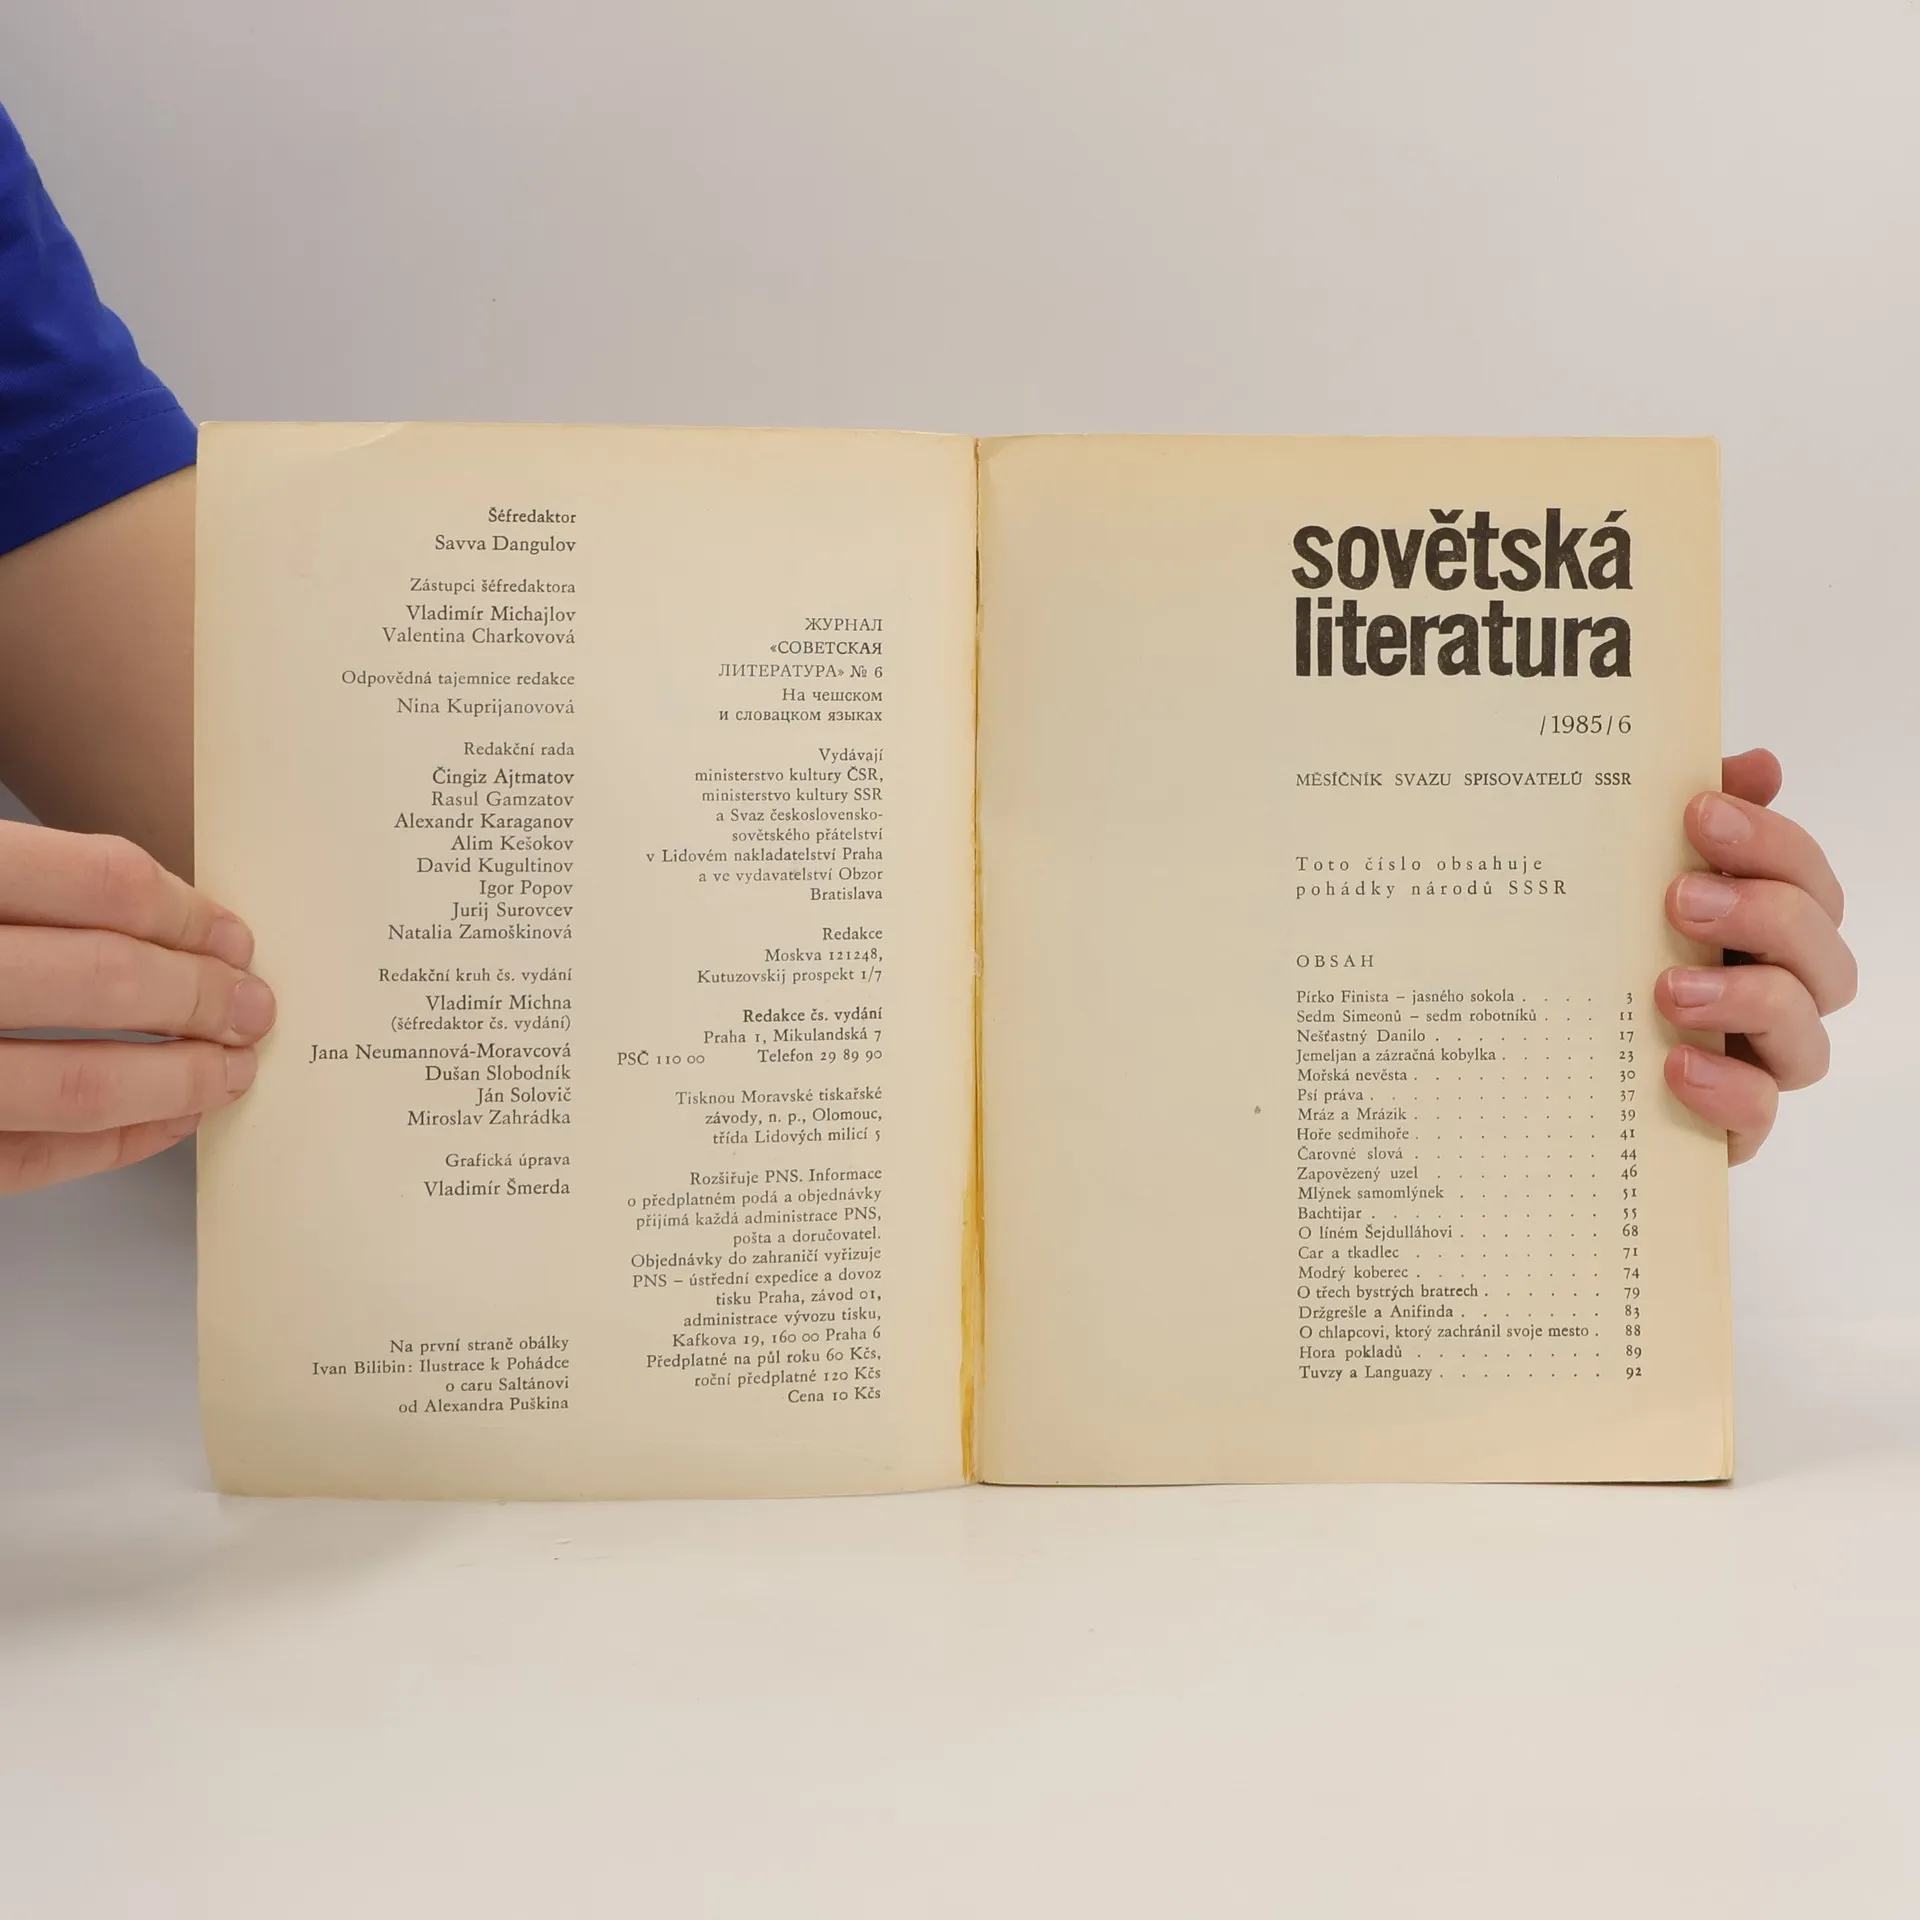 Šéfredaktor
Savva Dangulov
Zástupci šéfredaktora
Vladimír Michajlov
Valentina Charkovová
Odpovědná tajemnice redakce
Nina Kuprijanovová
Redakční rada
Čingiz Ajtmatov
Rasul Gamzatov
Alexandr Karaganov
Alim Kešokov
David Kugultinov
Igor Popov
Jurij Surovcev
Natalia Zamoškinová
Redakční kruh čs. vydání
Vladimír Michna
(šéfredaktor čs. vydání)
Jana Neumannová-Moravcová
Dušan Slobodník
Ján Solovič
Miroslav Zahrádka
Grafická úprava
Vladimír Šmerda
Na první straně obálky
Ivan Bilibin: Ilustrace k Pohádce
o caru Saltánovi
od Alexandra Puškina
ЖУРНАЛ
«СОВЕТСКАЯ
ЛИТЕРАТУРА» № 6
На чешском
и словацком языках
Vydávají
ministerstvo kultury ČSR,
ministerstvo kultury SSR
a Svaz československo-
sovětského přátelství
v Lidovém nakladatelství Praha
a ve vydavatelství Obzor
Bratislava
Redakce
Moskva 121248,
Kutuzovskij prospekt 1/7
Redakce čs. vydání
Praha 1, Mikulandská 7
PSČ 110 00 Telefon 29 89 90
Tisknou Moravské tiskařské
závody, n. p., Olomouc,
třída Lidových milicí 5
Rozšiřuje PNS. Informace
o předplatném podá a objednávky
přijímá každá administrace PNS,
pošta a doručovatel.
Objednávky do zahraničí vyřizuje
PNS – ústřední expedice a dovoz
tisku Praha, závod 01,
administrace vývozu tisku,
Kafkova 19, 160 00 Praha 6
Předplatné na půl roku 60 Kčs,
roční předplatné 120 Kčs
Cena 10 Kčs
sovětská
literatura
/1985/6
MĚSÍČNÍK SVAZU SPISOVATELŮ SSSR
Toto číslo obsahuje
pohádky národů SSSR
OBSAH
Pírko Finista – jasného sokola . . . . 3
Sedm Simeonů – sedm robotníků . . . 11
Nešťastný Danilo . . . . . . . . 17
Jemeljan a zázračná kobylka . . . . . 23
Mořská nevěsta . . . . . . . . . 30
Psí práva . . . . . . . . . . . 37
Mráz a Mrázik . . . . . . . . . 39
Hoře sedmihoře . . . . . . . . . 41
Čarovné slová . . . . . . . . . 44
Zapovězený uzel . . . . . . . . 46
Mlýnek samomlýnek . . . . . . . 51
Bachtijar . . . . . . . . . . . 55
O líném Šejdulláhovi . . . . . . . 68
Car a tkadlec . . . . . . . . . 71
Modrý koberec . . . . . . . . . 74
O třech bystrých bratrech . . . . . . 79
Držgrešle a Anifinda . . . . . . . 83
O chlapcovi, ktorý zachránil svoje mesto . 88
Hora pokladů . . . . . . . . . 89
Tuvzy a Languazy . . . . . . . . 92